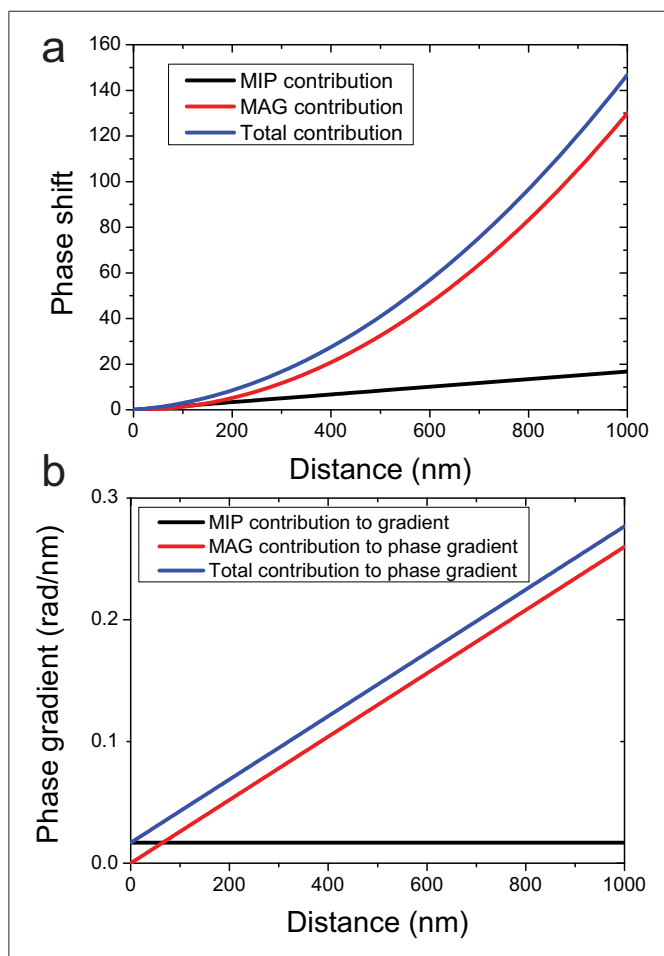 a
160
140
120
100
80
60
40
20
0
Phase shift
MIP contribution
MAG contribution
Total contribution
0 200 400 600 800 1000
Distance (nm)
b
0.3
0.2
0.1
0.0
Phase gradient (rad/nm)
MIP contribution to gradient
MAG contribution to phase gradient
Total contribution to phase gradient
0 200 400 600 800 1000
Distance (nm)